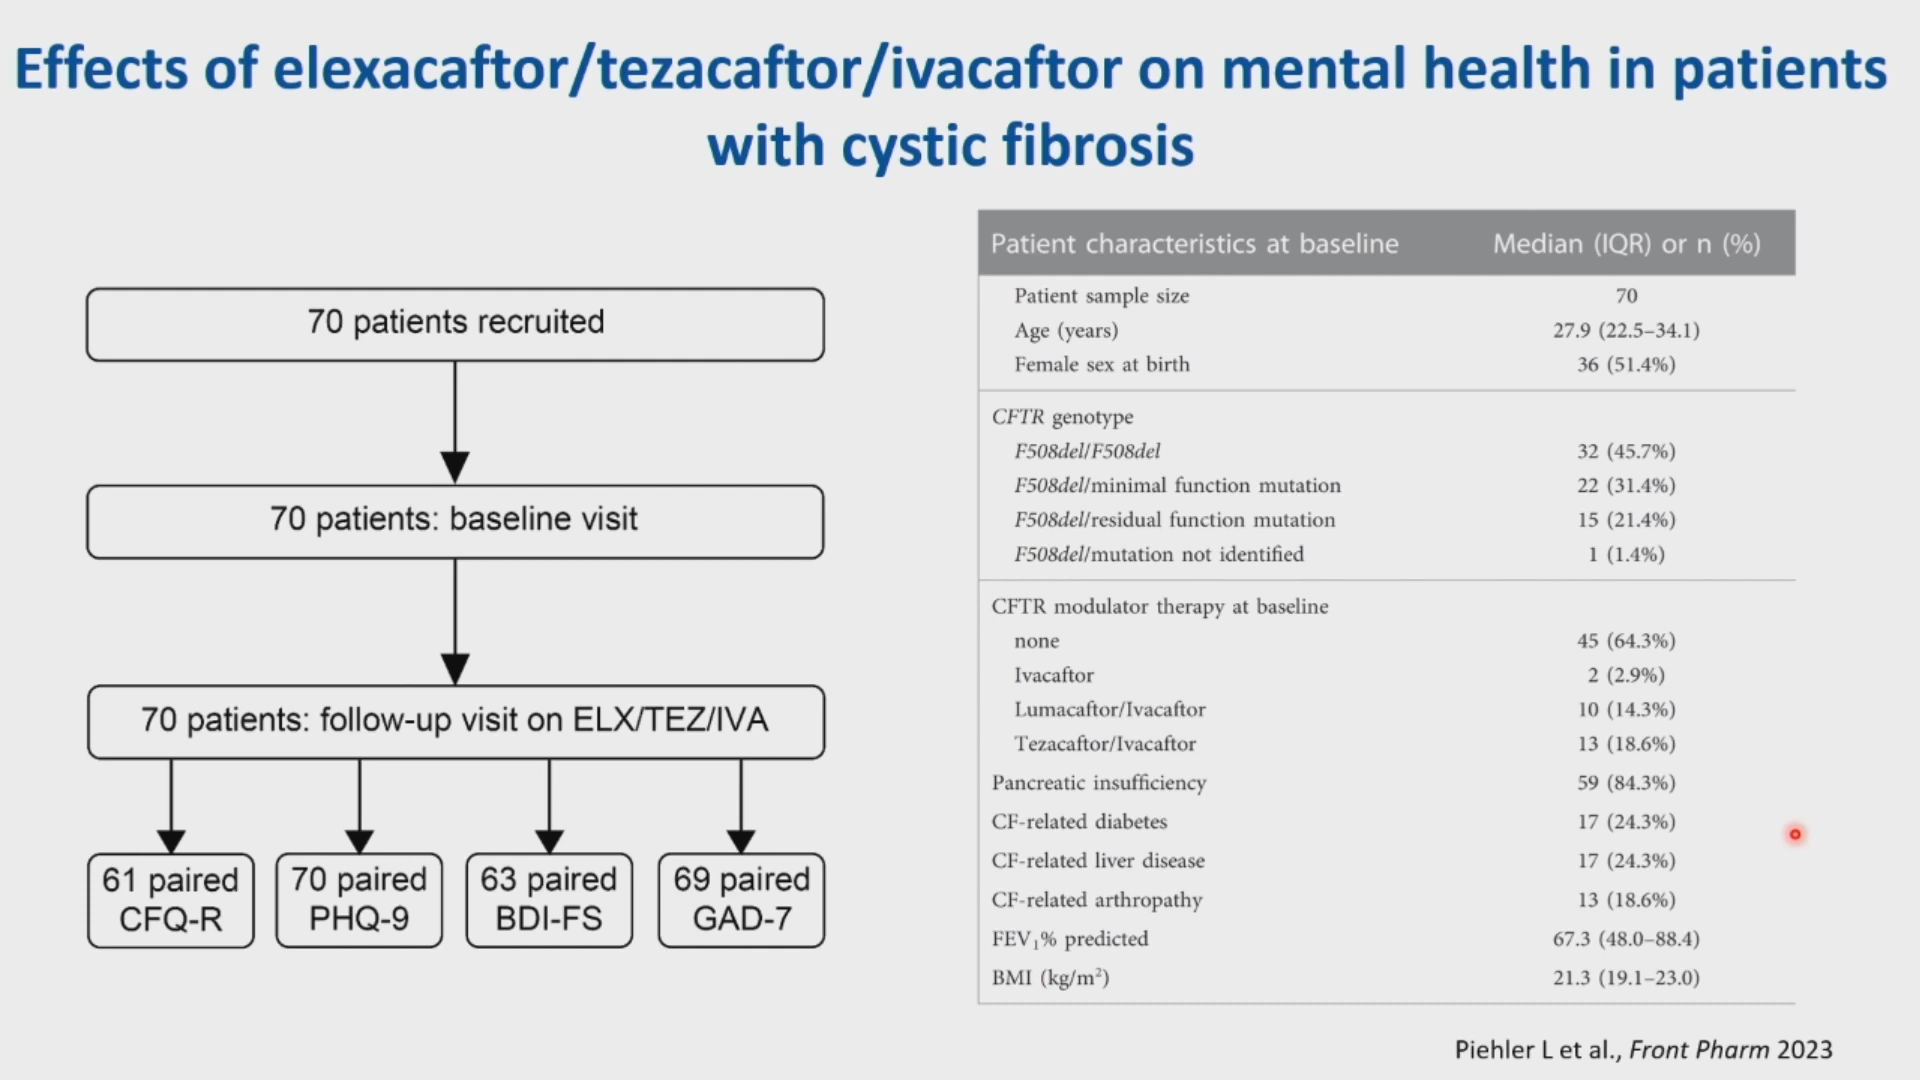 Effects of elexacaftor/tezacaftor/ivacaftor on mental health in patients
with cystic fibrosis
70 patients recruited
70 patients: baseline visit
70 patients: follow-up visit on ELX/TEZ/IVA
61 paired
CFQ-R
70 paired
PHQ-9
63 paired
BDI-FS
69 paired
GAD-7
Patient characteristics at baseline Median (IQR) or n (%)
Patient sample size 70
Age (years) 27.9 (22.5–34.1)
Female sex at birth 36 (51.4%)
CFTR genotype
F508del/F508del 32 (45.7%)
F508del/minimal function mutation 22 (31.4%)
F508del/residual function mutation 15 (21.4%)
F508del/mutation not identified 1 (1.4%)
CFTR modulator therapy at baseline
none 45 (64.3%)
Ivacaftor 2 (2.9%)
Lumacaftor/Ivacaftor 10 (14.3%)
Tezacaftor/Ivacaftor 13 (18.6%)
Pancreatic insufficiency 59 (84.3%)
CF-related diabetes 17 (24.3%)
CF-related liver disease 17 (24.3%)
CF-related arthropathy 13 (18.6%)
FEV₁% predicted 67.3 (48.0–88.4)
BMI (kg/m²) 21.3 (19.1–23.0)
Piehler L et al., Front Pharm 2023